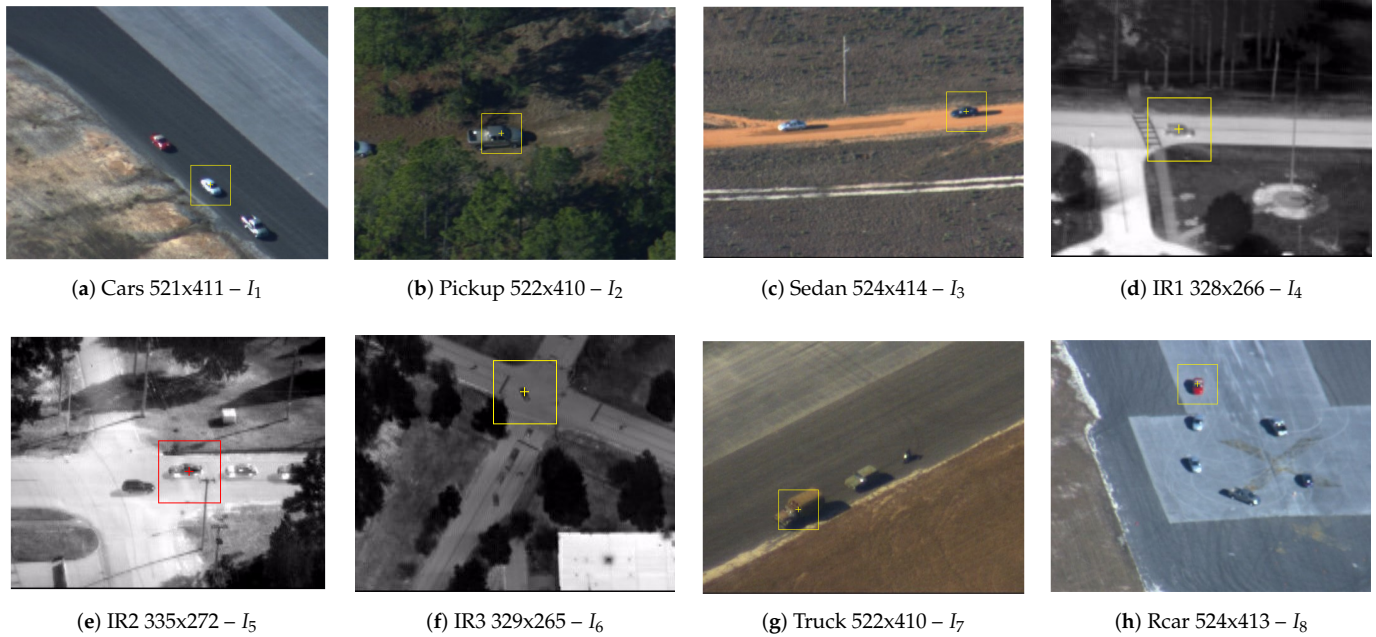 (a) Cars 521x411 – I1
(b) Pickup 522x410 – I2
(c) Sedan 524x414 – I3
(d) IR1 328x266 – I4
(e) IR2 335x272 – I5
(f) IR3 329x265 – I6
(g) Truck 522x410 – I7
(h) Rcar 524x413 – I8